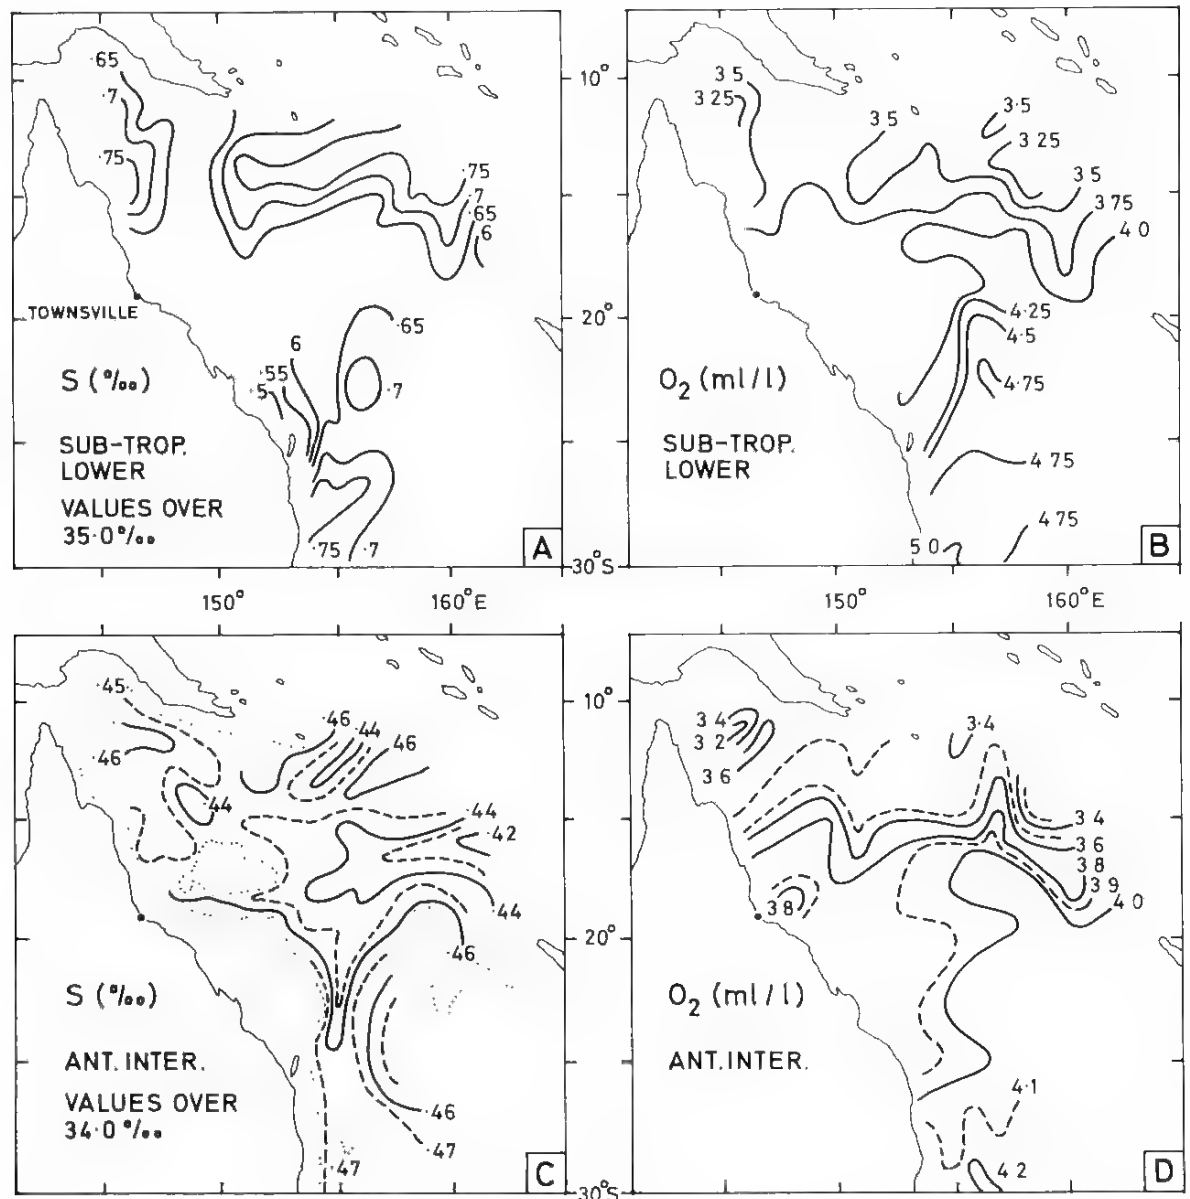 ·65
·7
·75
·75
·7
·65
6
TOWNSVILLE
·65
6
·55
·5
·7
S (‰)
SUB-TROP.
LOWER
VALUES OVER
35·0‰
·75
·7
A
10°
20°
30°S
3 5
3 25
3 5
3·5
3 25
3 5
3 75
4 0
4·25
4·5
4·75
O₂ (ml/l)
SUB-TROP.
LOWER
4 75
4 75
5 0
B
150°
160°E
150°
160°E
·45
·46
·46
·44
·46
·44
·44
·42
·44
·46
S (‰)
ANT. INTER.
VALUES OVER
34·0‰
·46
·47
·47
C
10°
20°
30°S
3 4
3 2
3 6
3·4
3 4
3 6
3 8
3 9
4 0
3 8
O₂ (ml/l)
ANT. INTER.
4·1
4 2
D